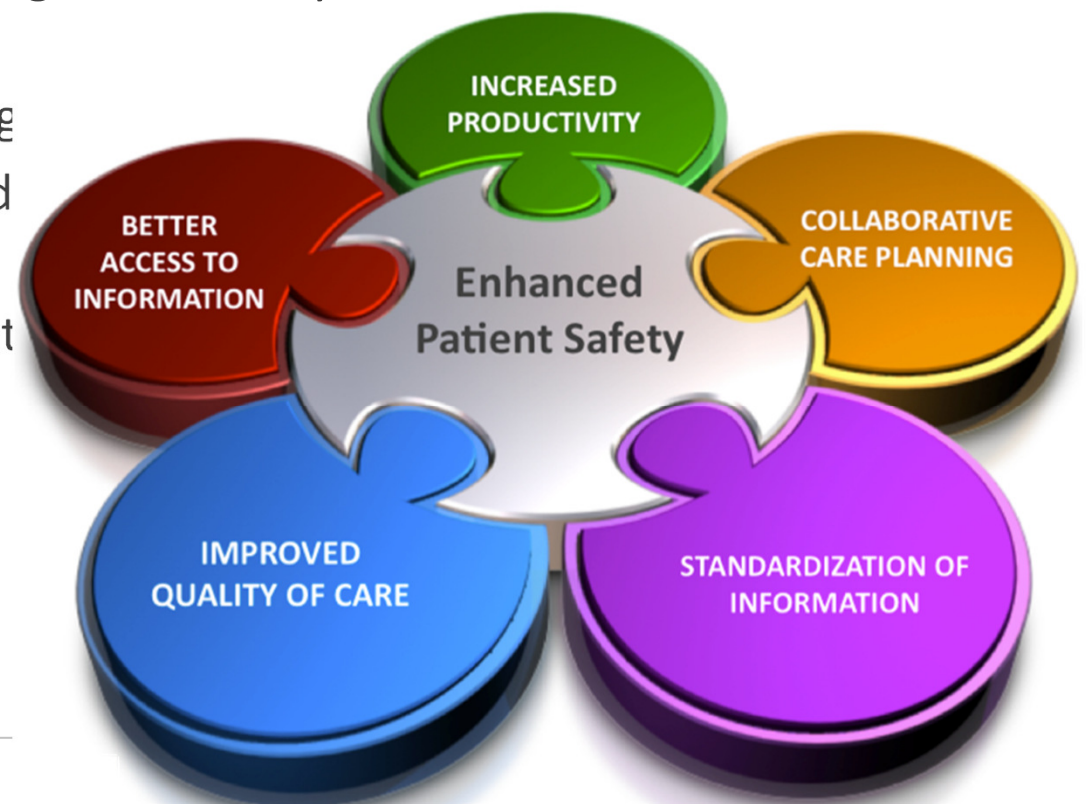 INCREASED
PRODUCTIVITY
BETTER
ACCESS TO
INFORMATION
COLLABORATIVE
CARE PLANNING
Enhanced
Patient Safety
IMPROVED
QUALITY OF CARE
STANDARDIZATION OF
INFORMATION